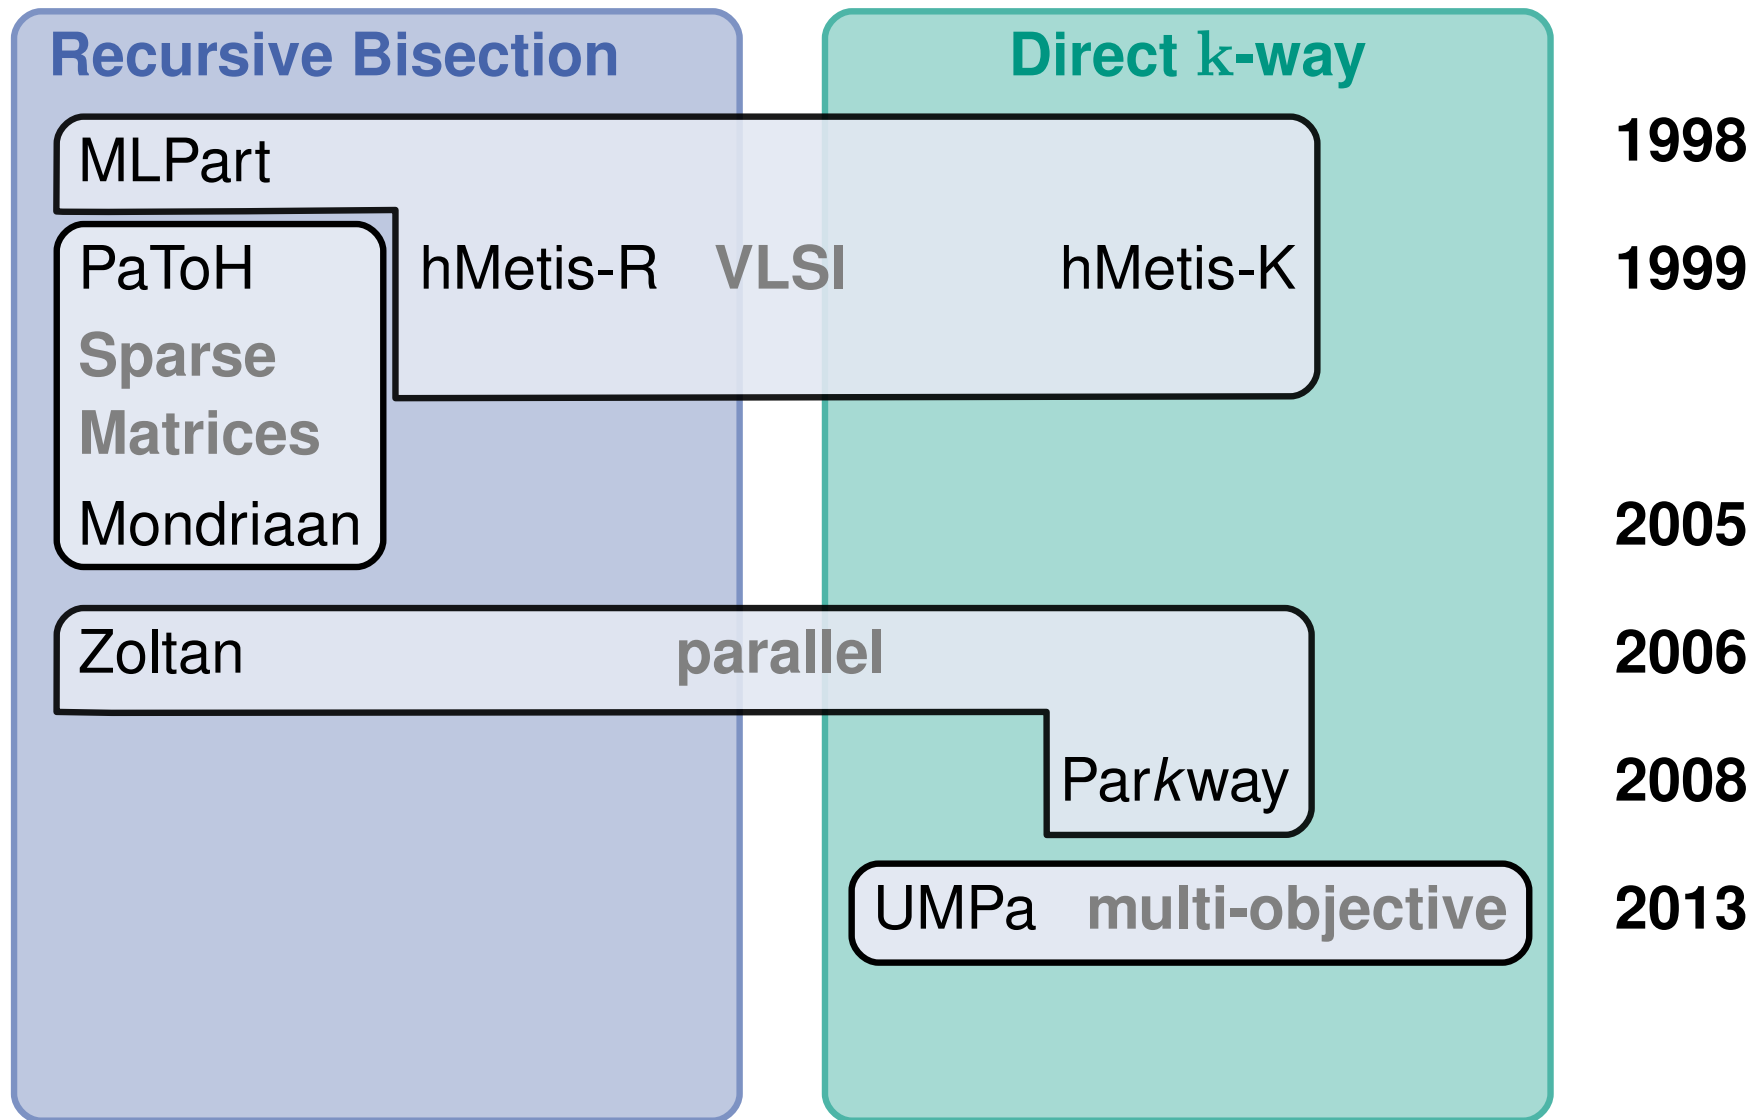 Recursive Bisection Direct k-way
MLPart 1998
PaToH hMetis-R VLSI hMetis-K 1999
Sparse
Matrices
Mondriaan 2005
Zoltan parallel 2006
Parkway 2008
UMPa multi-objective 2013